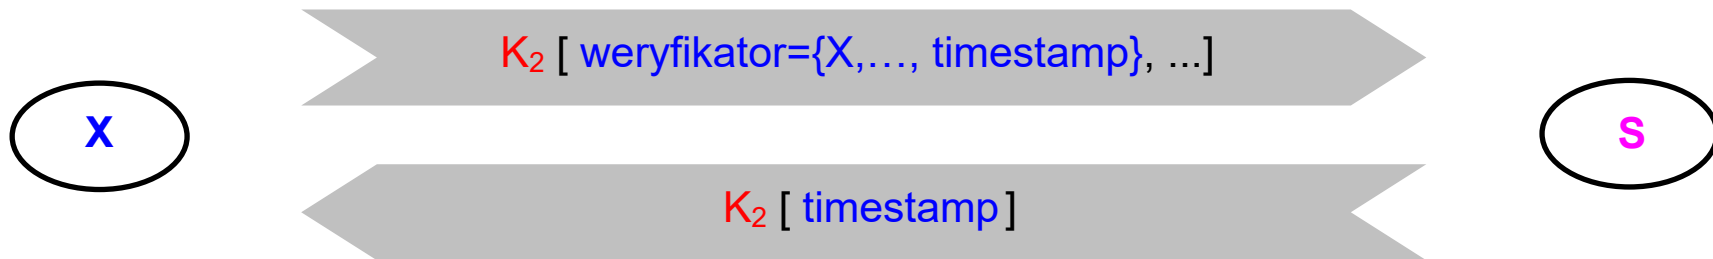 K₂ [ weryfikator={X,…, timestamp}, ...]
X
S
K₂ [ timestamp ]